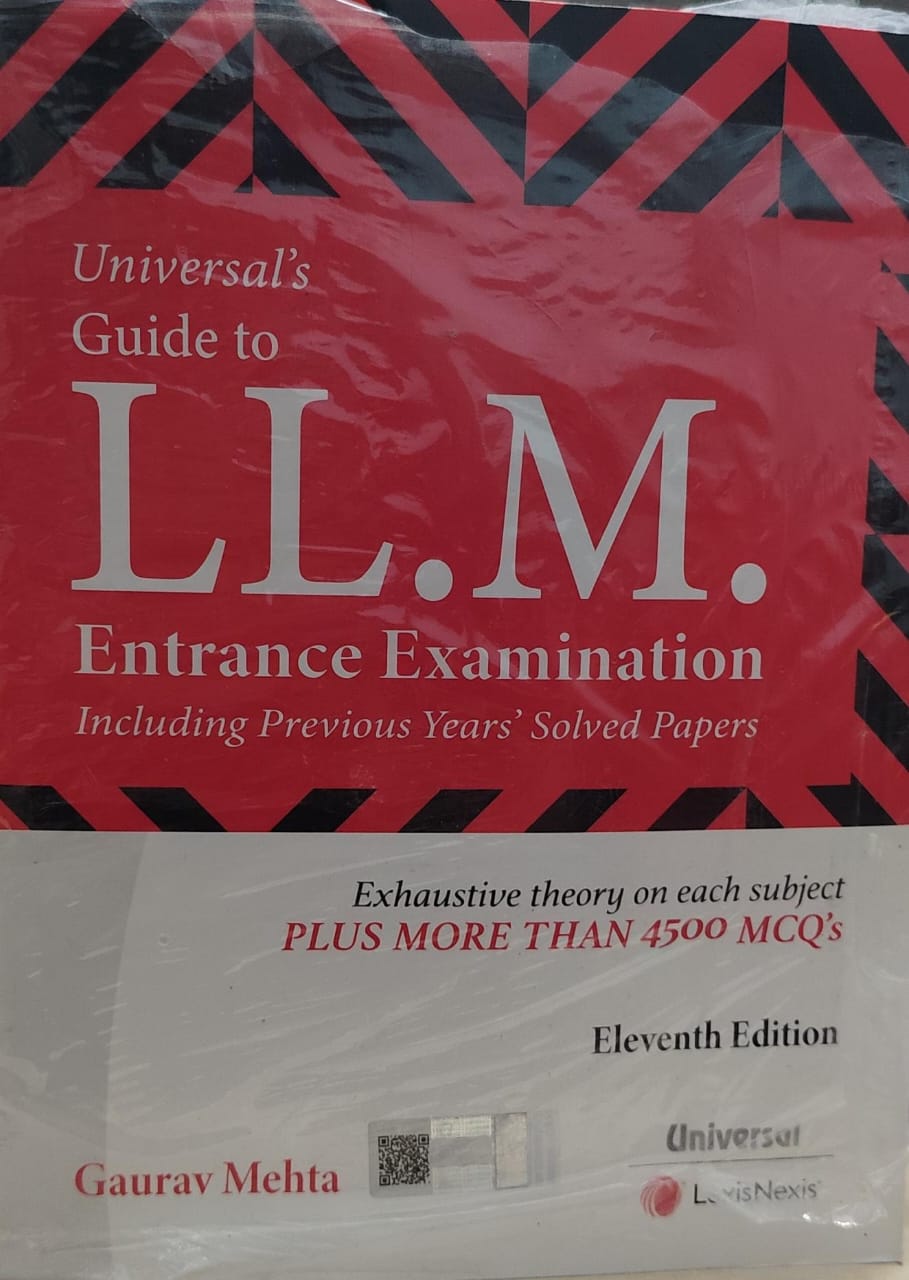 Universal's
Guide to
LL.M.
Entrance Examination
Including Previous Years' Solved Papers
Exhaustive theory on each subject
PLUS MORE THAN 4500 MCQ's
Eleventh Edition
Gaurav Mehta
Universal
LexisNexis